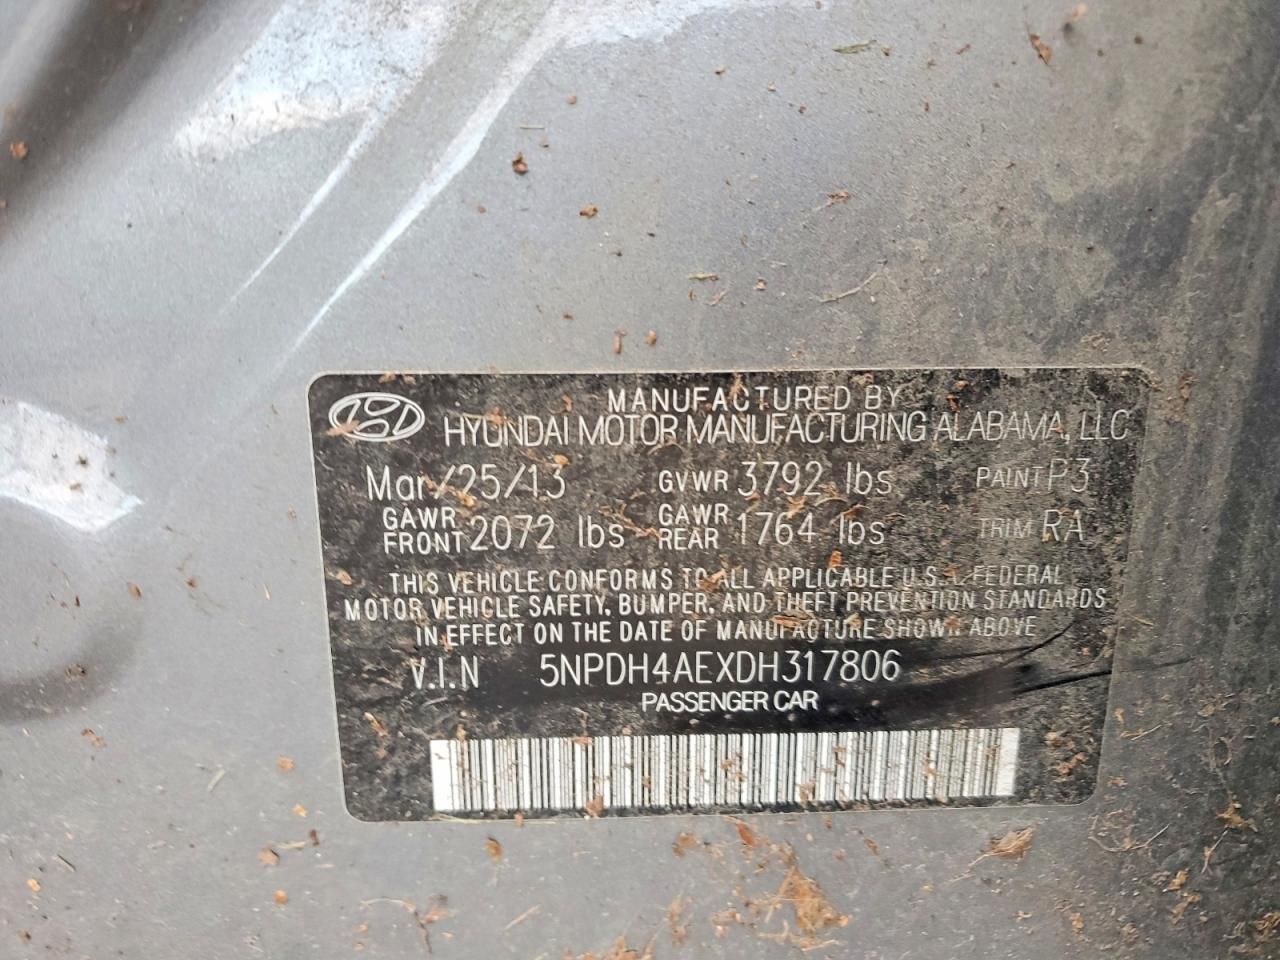 MANUFACTURED BY
HYUNDAI MOTOR MANUFACTURING ALABAMA, LLC
Mar/25/13 GVWR 3792 lbs PAINT P3
GAWR FRONT 2072 lbs GAWR REAR 1764 lbs TRIM RA
THIS VEHICLE CONFORMS TO ALL APPLICABLE U.S.A. FEDERAL
MOTOR VEHICLE SAFETY, BUMPER, AND THEFT PREVENTION STANDARDS
IN EFFECT ON THE DATE OF MANUFACTURE SHOWN ABOVE
V.I.N 5NPDH4AEXDH317806
PASSENGER CAR